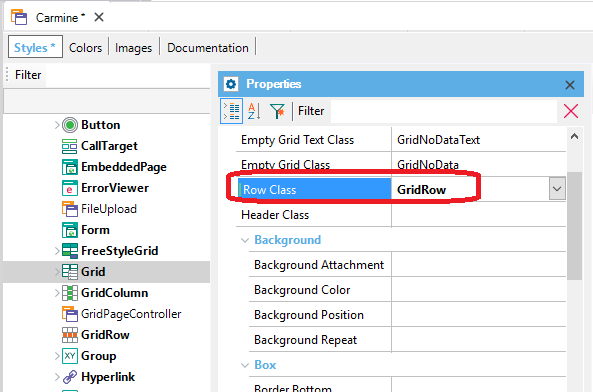 Carmine *
Styles * Colors Images Documentation
Filter
Button
CallTarget
EmbeddedPage
ErrorViewer
FileUpload
Form
FreeStyleGrid
Grid
GridColumn
GridPageController
GridRow
Group
Hyperlink
Properties
Filter
Empty Grid Text Class GridNoDataText
Empty Grid Class GridNoData
Row Class GridRow
Header Class
Background
Background Attachment
Background Color
Background Position
Background Repeat
Box
Border Bottom